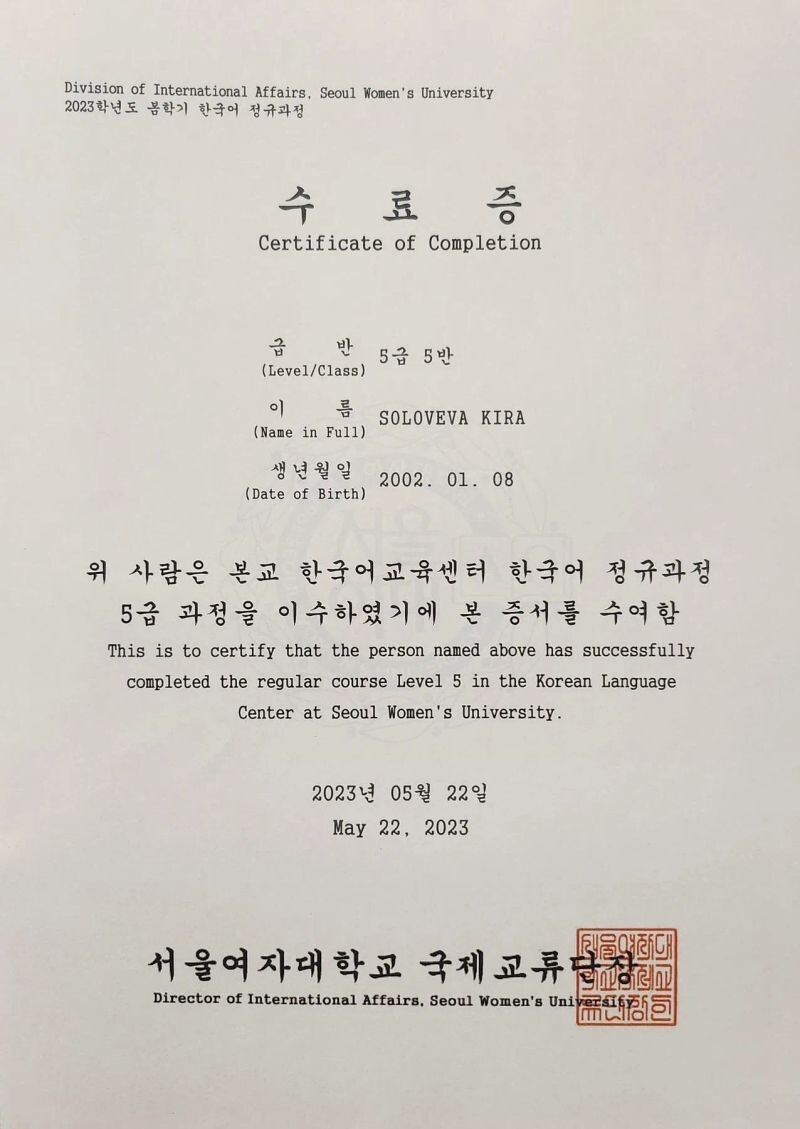 Division of International Affairs, Seoul Women's University
2023학년도 봄학기 한국어 정규과정
수 료 증
Certificate of Completion
급 반 5급 5반
(Level/Class)
이 름 SOLOVEVA KIRA
(Name in Full)
생년월일 2002. 01. 08
(Date of Birth)
위 사람은 본교 한국어교육센터 한국어 정규과정
5급 과정을 이수하였기에 본 증서를 수여함
This is to certify that the person named above has successfully
completed the regular course Level 5 in the Korean Language
Center at Seoul Women's University.
2023년 05월 22일
May 22, 2023
서울여자대학교 국제교류단장
Director of International Affairs, Seoul Women's University